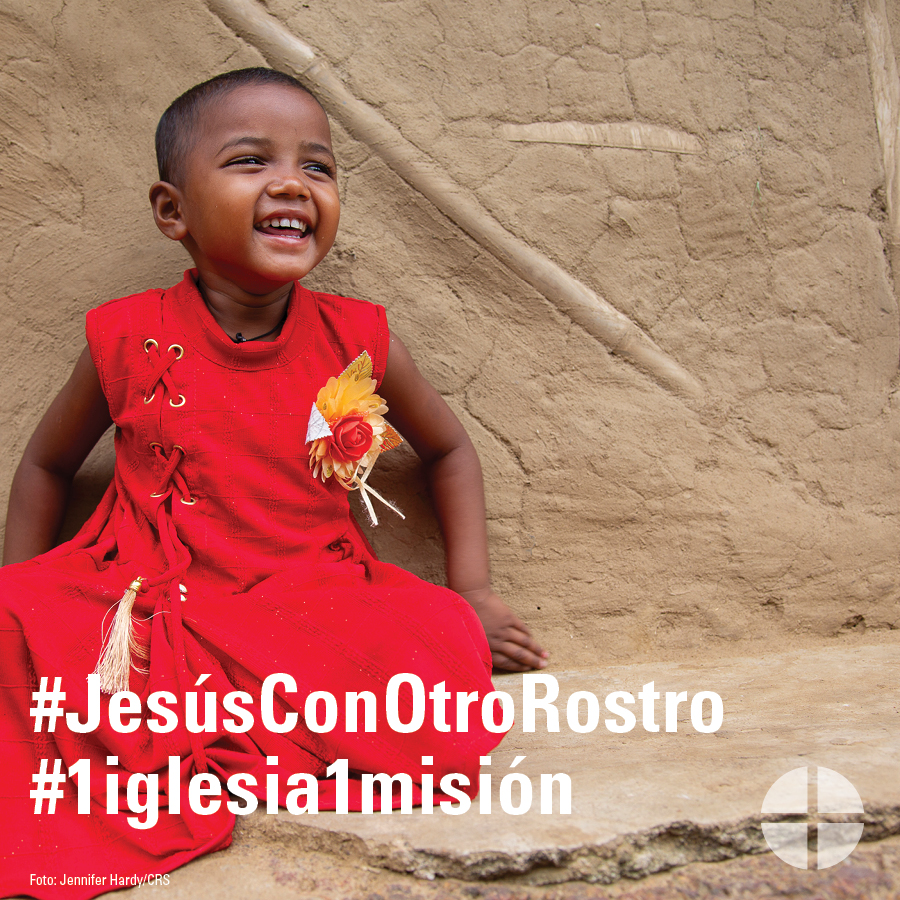 #JesúsConOtroRostro
#1iglesia1misión
Foto: Jennifer Hardy/CRS